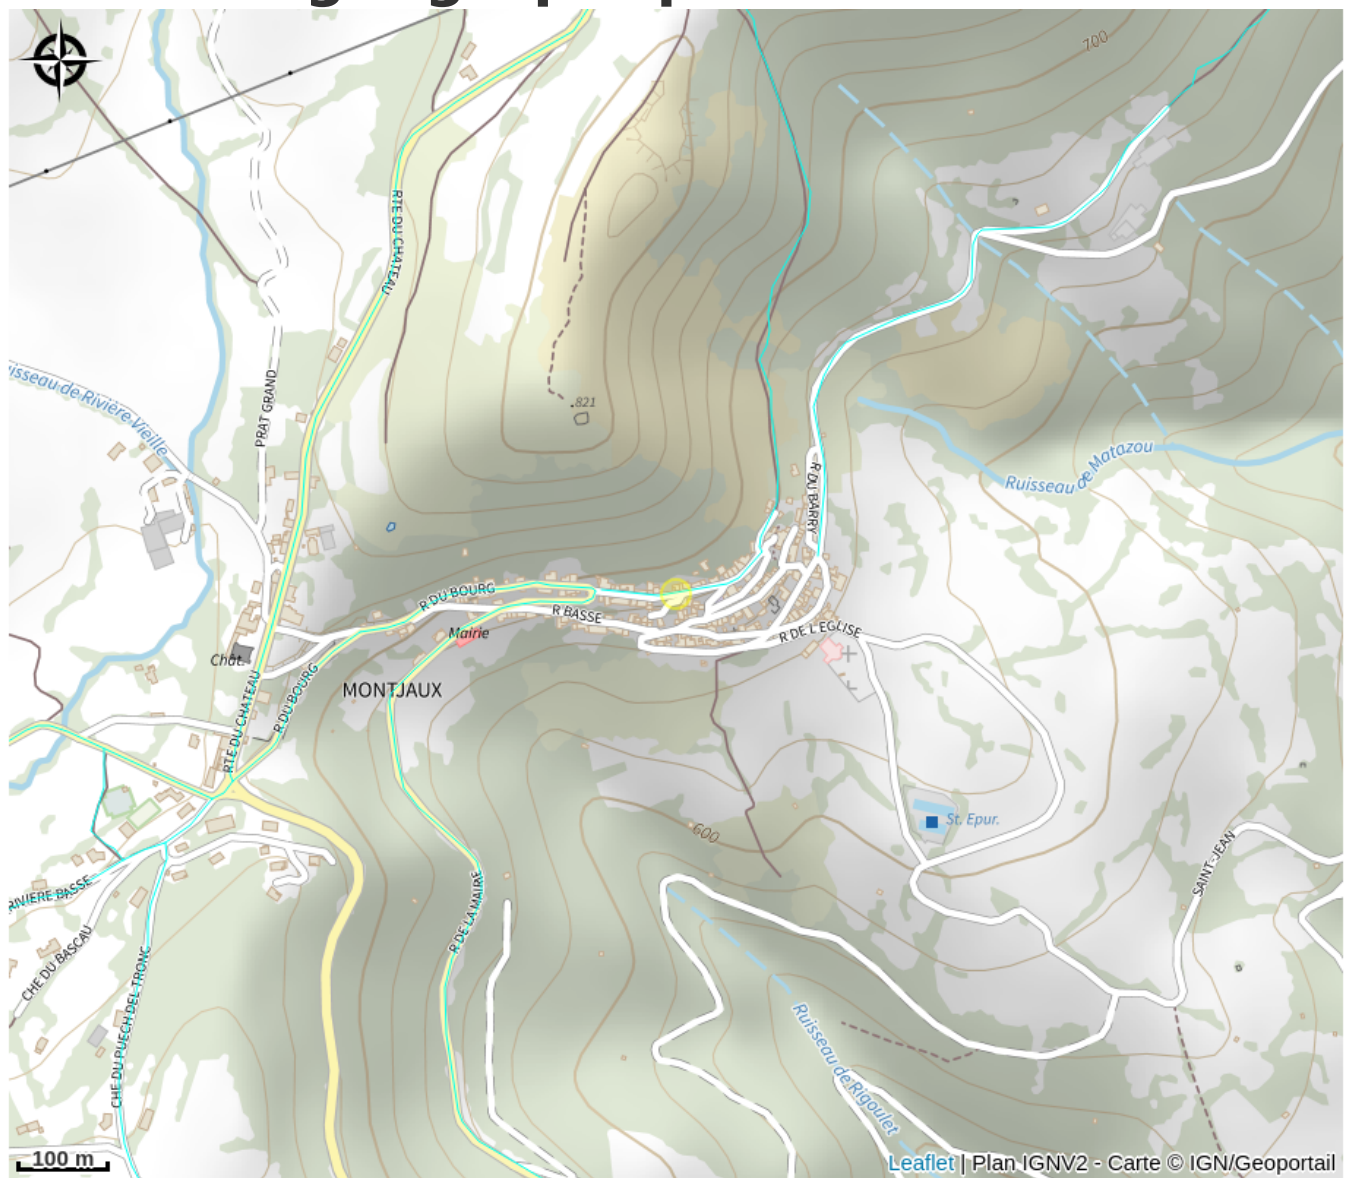 700
RTE DU CHATEAU
.821
PRAT GRAND
Ruisseau de Matazou
isseau de Rivière Vieille
R DU BARRY
R DU BOURG
R BASSE
Mairie
R DE L'EGLISE
Chât.
MONTJAUX
R DU BOURG
RTE DU CHATEAU
600
St. Epur.
SAINT-JEAN
RIVIERE BASSE
R DE LA MAIRE
CHE DU BASCAU
CHE DU PUECH DEL TRONC
Ruisseau de Rigoulet
100 m
Leaflet | Plan IGNV2 - Carte © IGN/Geoportail